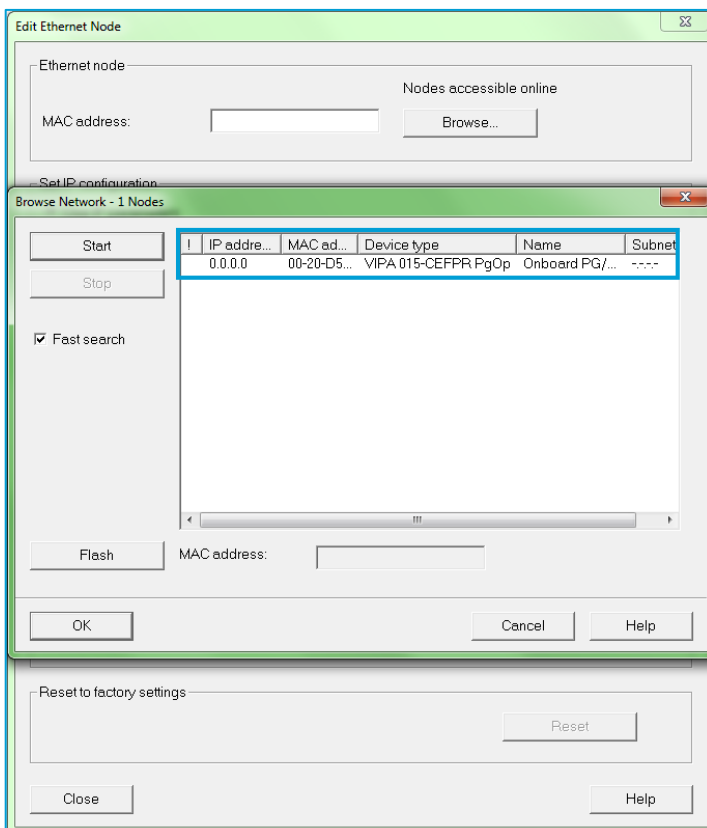 Edit Ethernet Node
Ethernet node
Nodes accessible online
MAC address:
Browse...
Set IP configuration
Browse Network - 1 Nodes
Start
! IP addre... MAC ad... Device type Name Subnet
0.0.0.0 00-20-D5... VIPA 015-CEFPR PgOp Onboard PG/... -.-.-.-
Stop
Fast search
Flash MAC address:
OK Cancel Help
Reset to factory settings
Reset
Close Help